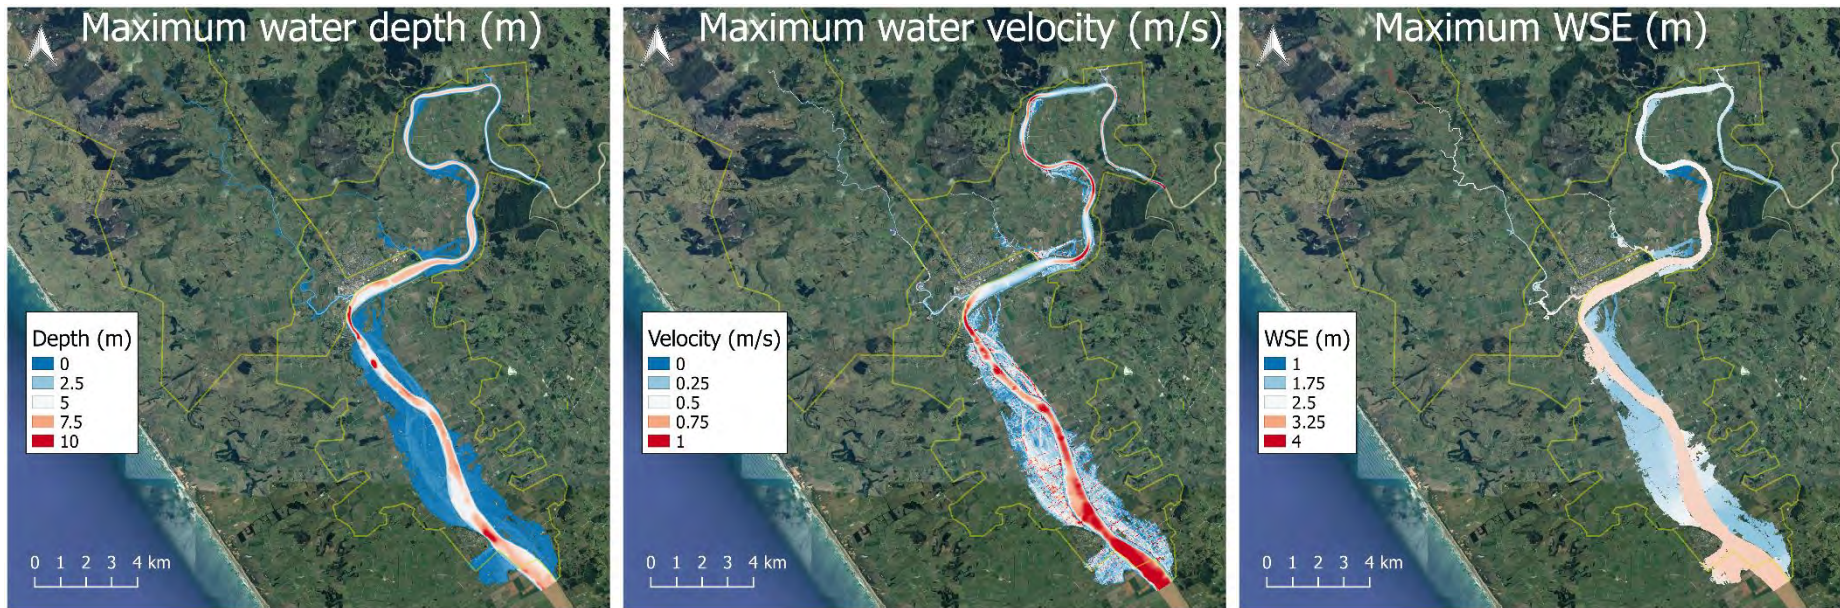 Maximum water depth (m)
Depth (m)
0
2.5
5
7.5
10
0 1 2 3 4 km
Maximum water velocity (m/s)
Velocity (m/s)
0
0.25
0.5
0.75
1
0 1 2 3 4 km
Maximum WSE (m)
WSE (m)
1
1.75
2.5
3.25
4
0 1 2 3 4 km